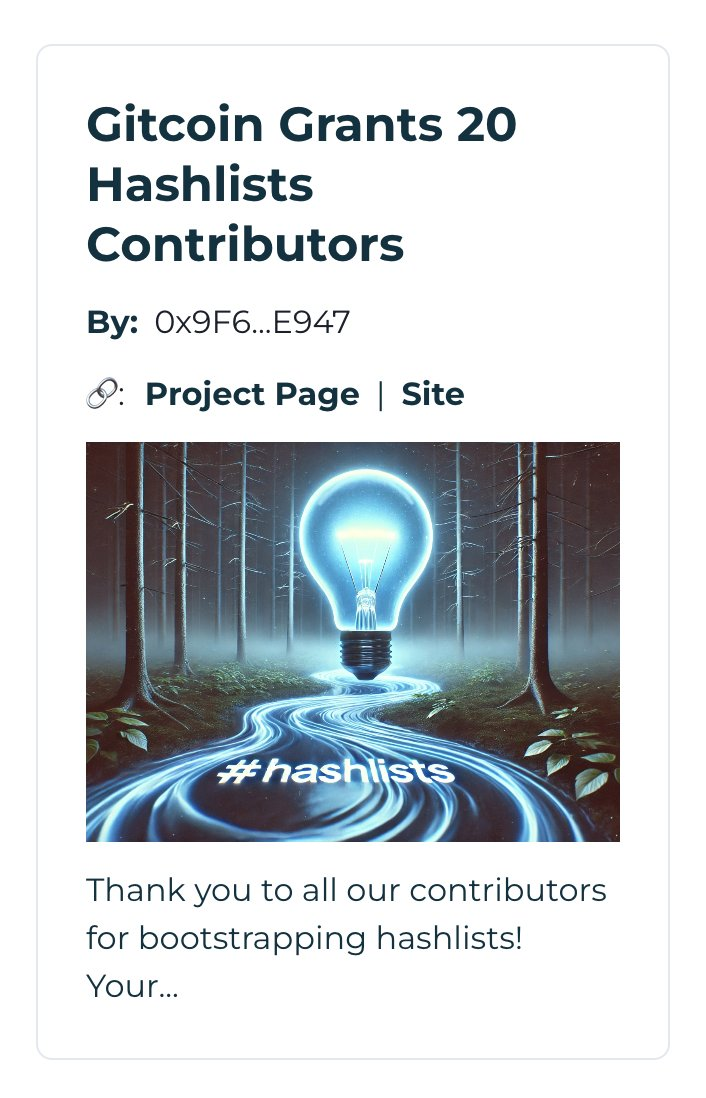 Gitcoin Grants 20
Hashlists
Contributors
By: 0x9F6...E947
🔗: Project Page | Site
#hashlists
Thank you to all our contributors
for bootstrapping hashlists!
Your...